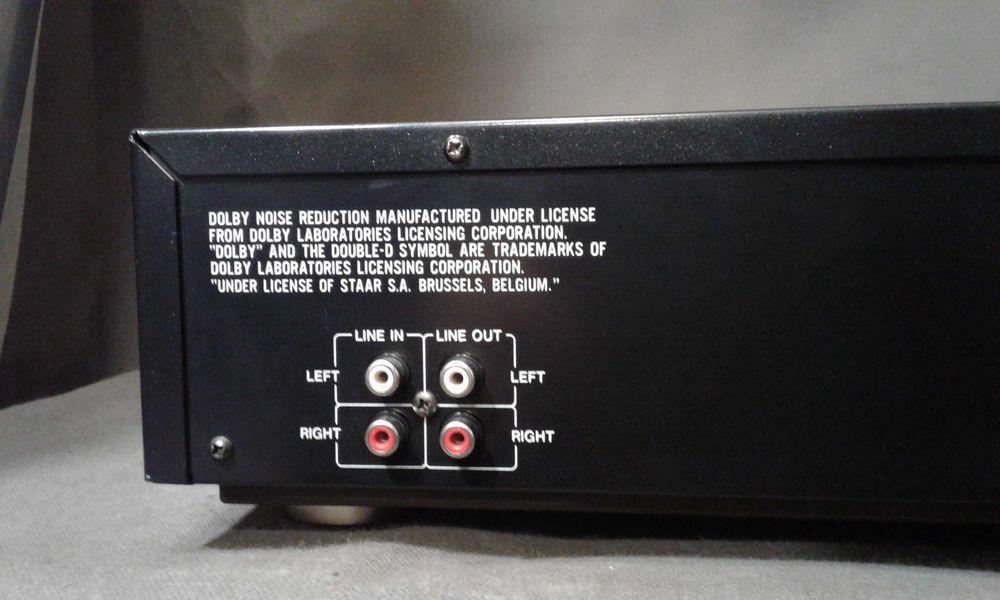 DOLBY NOISE REDUCTION MANUFACTURED UNDER LICENSE
FROM DOLBY LABORATORIES LICENSING CORPORATION.
"DOLBY" AND THE DOUBLE-D SYMBOL ARE TRADEMARKS OF
DOLBY LABORATORIES LICENSING CORPORATION.
"UNDER LICENSE OF STAAR S.A. BRUSSELS, BELGIUM."
LINE IN LINE OUT
LEFT LEFT
RIGHT RIGHT